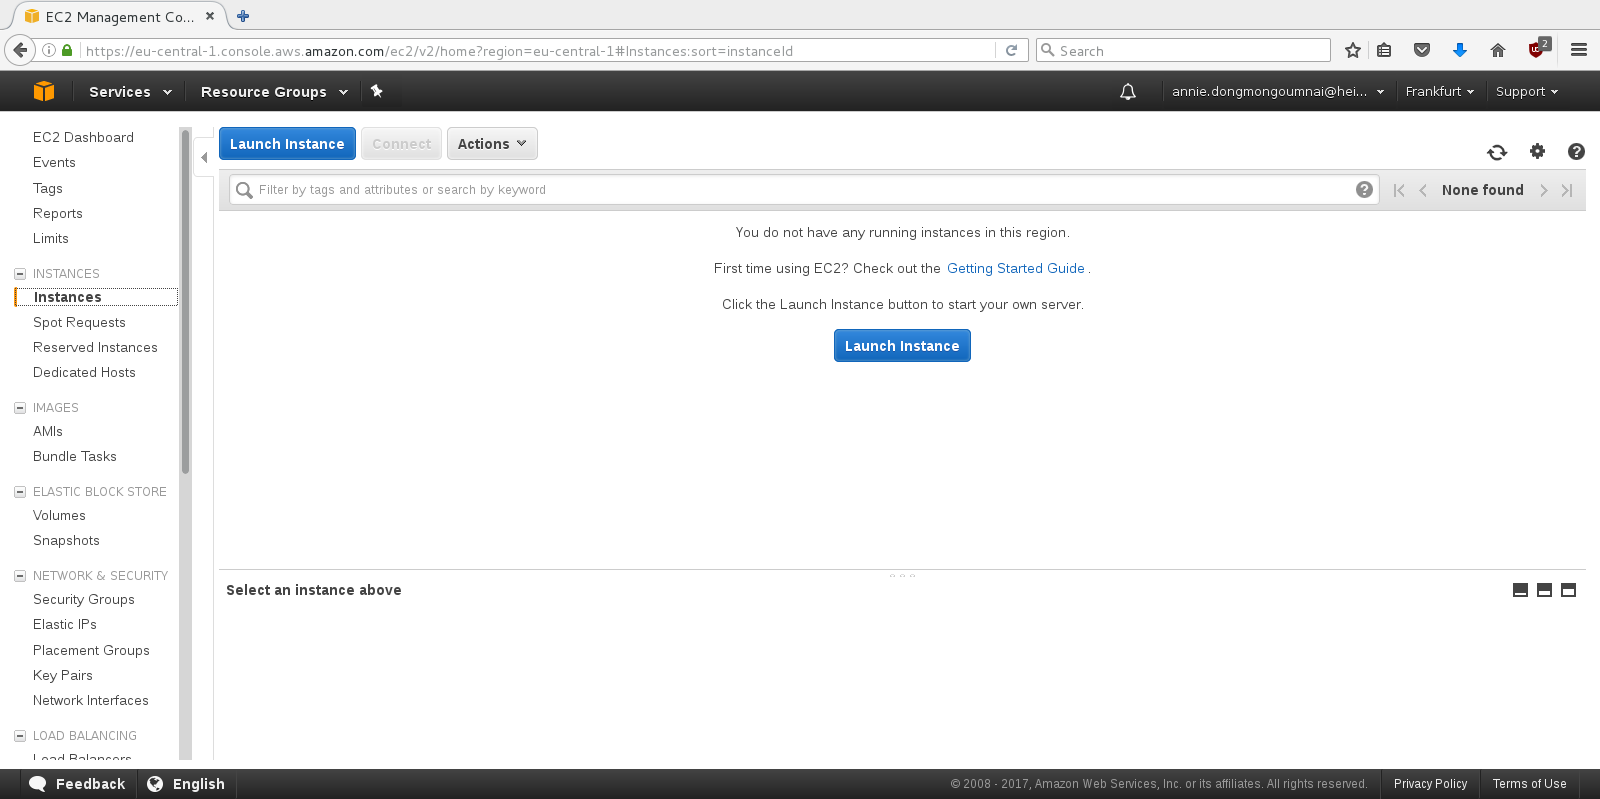 EC2 Management Co...
https://eu-central-1.console.aws.amazon.com/ec2/v2/home?region=eu-central-1#Instances:sort=instanceId
Search
2
Services
Resource Groups
annie.dongmongoumnai@hei...
Frankfurt
Support
EC2 Dashboard
Events
Tags
Reports
Limits
INSTANCES
Instances
Spot Requests
Reserved Instances
Dedicated Hosts
IMAGES
AMIs
Bundle Tasks
ELASTIC BLOCK STORE
Volumes
Snapshots
NETWORK & SECURITY
Security Groups
Elastic IPs
Placement Groups
Key Pairs
Network Interfaces
LOAD BALANCING
Load Balancers
Launch Instance
Connect
Actions
Filter by tags and attributes or search by keyword
None found
You do not have any running instances in this region.
First time using EC2? Check out the Getting Started Guide.
Click the Launch Instance button to start your own server.
Launch Instance
Select an instance above
Feedback
English
© 2008 - 2017, Amazon Web Services, Inc. or its affiliates. All rights reserved.
Privacy Policy
Terms of Use